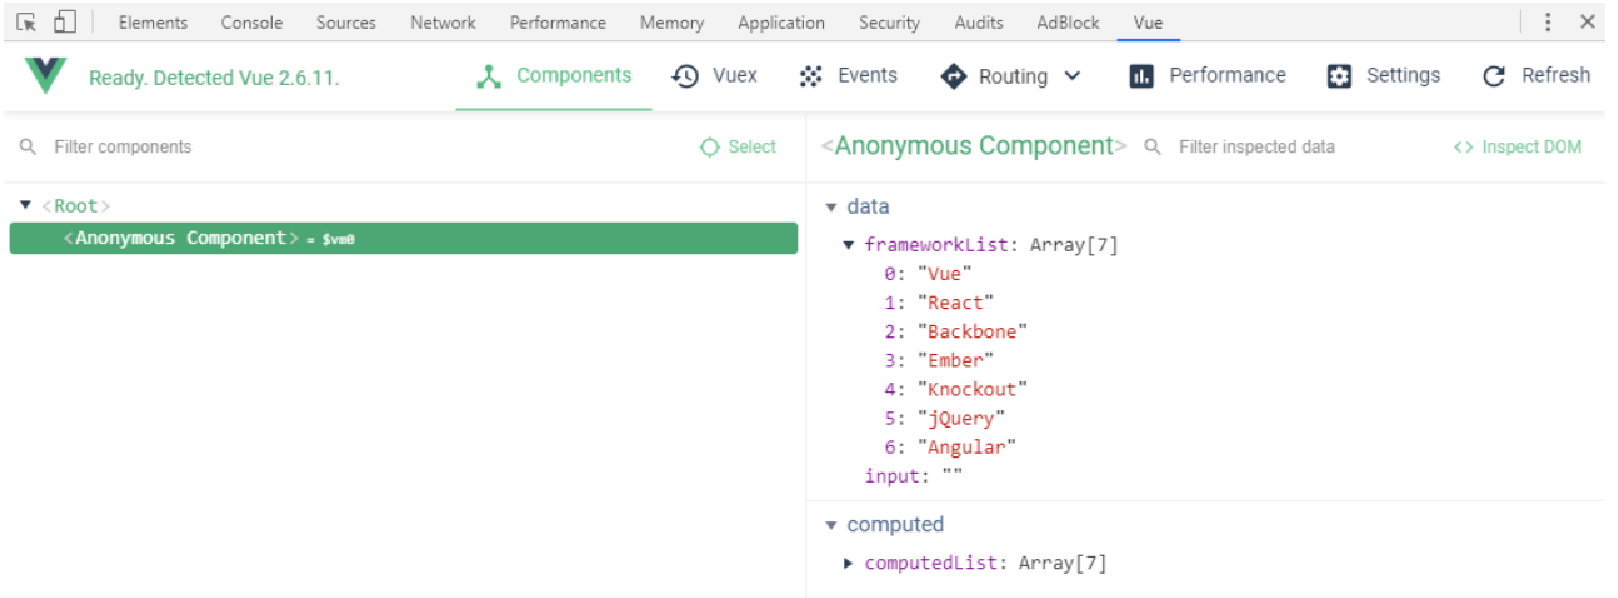 Elements Console Sources Network Performance Memory Application Security Audits AdBlock Vue
Ready. Detected Vue 2.6.11. Components Vuex Events Routing Performance Settings Refresh
Filter components Select
<Root>
<Anonymous Component> = $vm0
<Anonymous Component> Filter inspected data <> Inspect DOM
data
frameworkList: Array[7]
0: "Vue"
1: "React"
2: "Backbone"
3: "Ember"
4: "Knockout"
5: "jQuery"
6: "Angular"
input: ""
computed
computedList: Array[7]